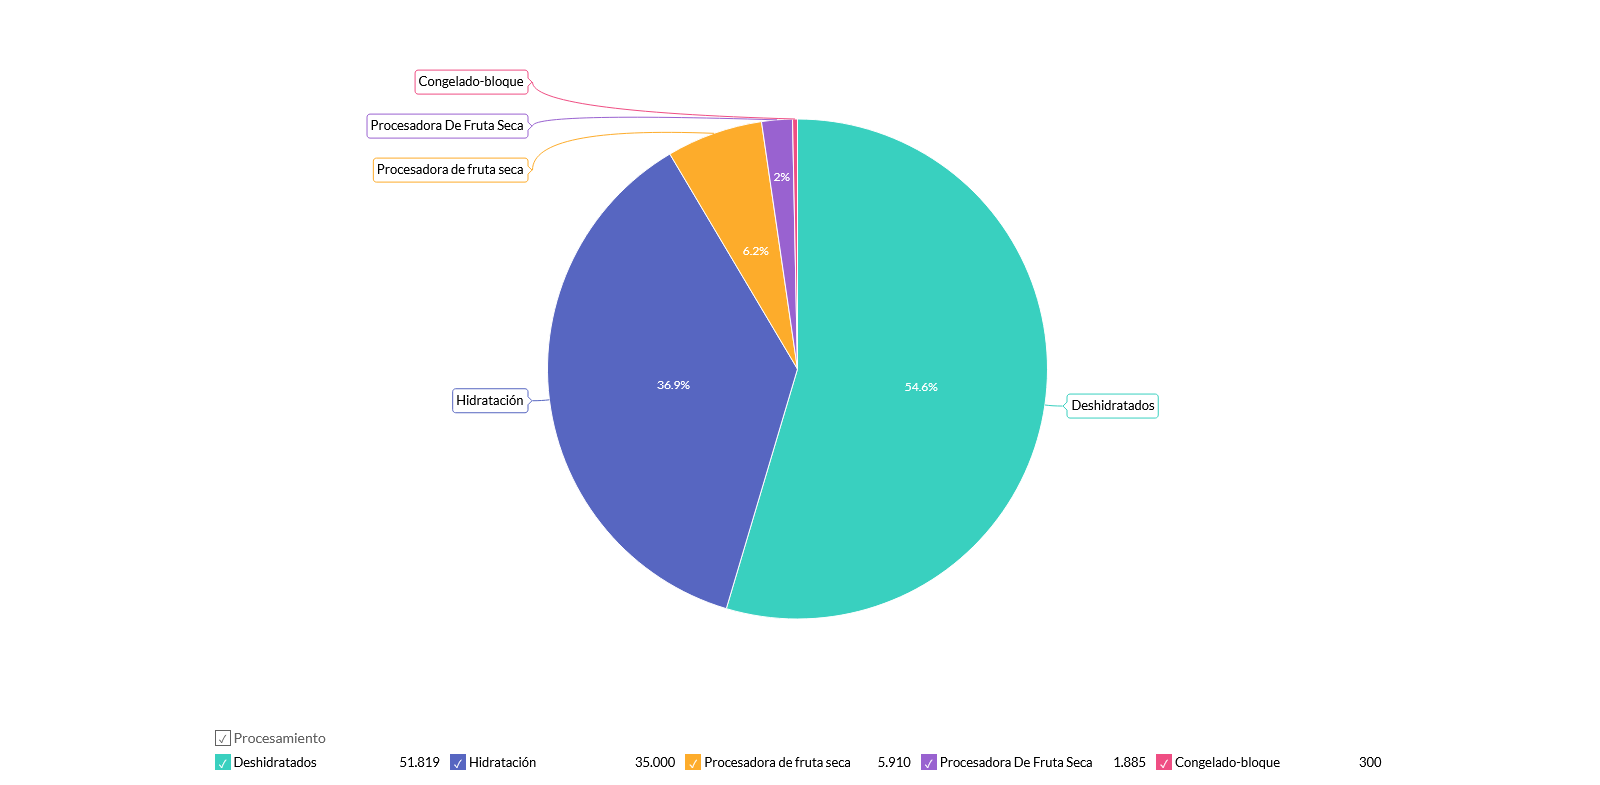 Congelado-bloque
Procesadora De Fruta Seca
Procesadora de fruta seca
2%
6.2%
36.9%
54.6%
Hidratación
Deshidratados
Procesamiento
Deshidratados 51.819 Hidratación 35.000 Procesadora de fruta seca 5.910 Procesadora De Fruta Seca 1.885 Congelado-bloque 300